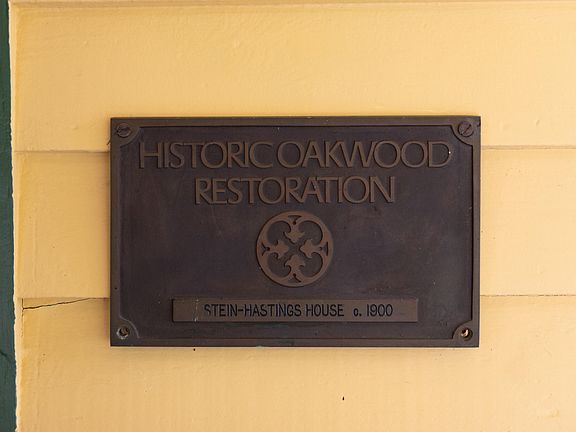 HISTORIC OAKWOOD
RESTORATION
STEIN-HASTINGS HOUSE c. 1900